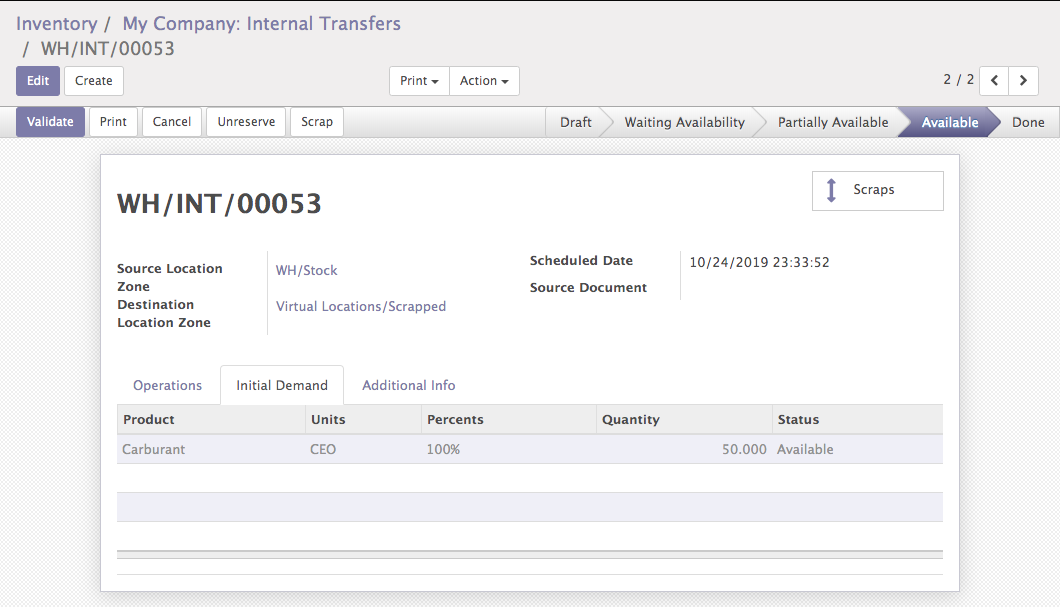 Inventory / My Company: Internal Transfers
/ WH/INT/00053
Edit Create Print Action 2 / 2
Validate Print Cancel Unreserve Scrap Draft Waiting Availability Partially Available Available Done
Scraps
WH/INT/00053
Source Location
Zone
WH/Stock
Destination
Location Zone
Virtual Locations/Scrapped
Scheduled Date 10/24/2019 23:33:52
Source Document
Operations Initial Demand Additional Info
Product Units Percents Quantity Status
Carburant CEO 100% 50.000 Available